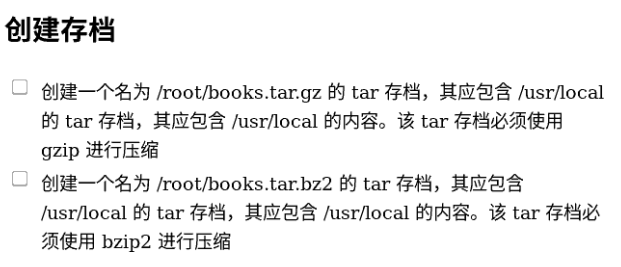 创建存档
创建一个名为 /root/books.tar.gz 的 tar 存档，其应包含 /usr/local
的 tar 存档，其应包含 /usr/local 的内容。该 tar 存档必须使用
gzip 进行压缩
创建一个名为 /root/books.tar.bz2 的 tar 存档，其应包含
/usr/local 的 tar 存档，其应包含 /usr/local 的内容。该 tar 存档必
须使用 bzip2 进行压缩